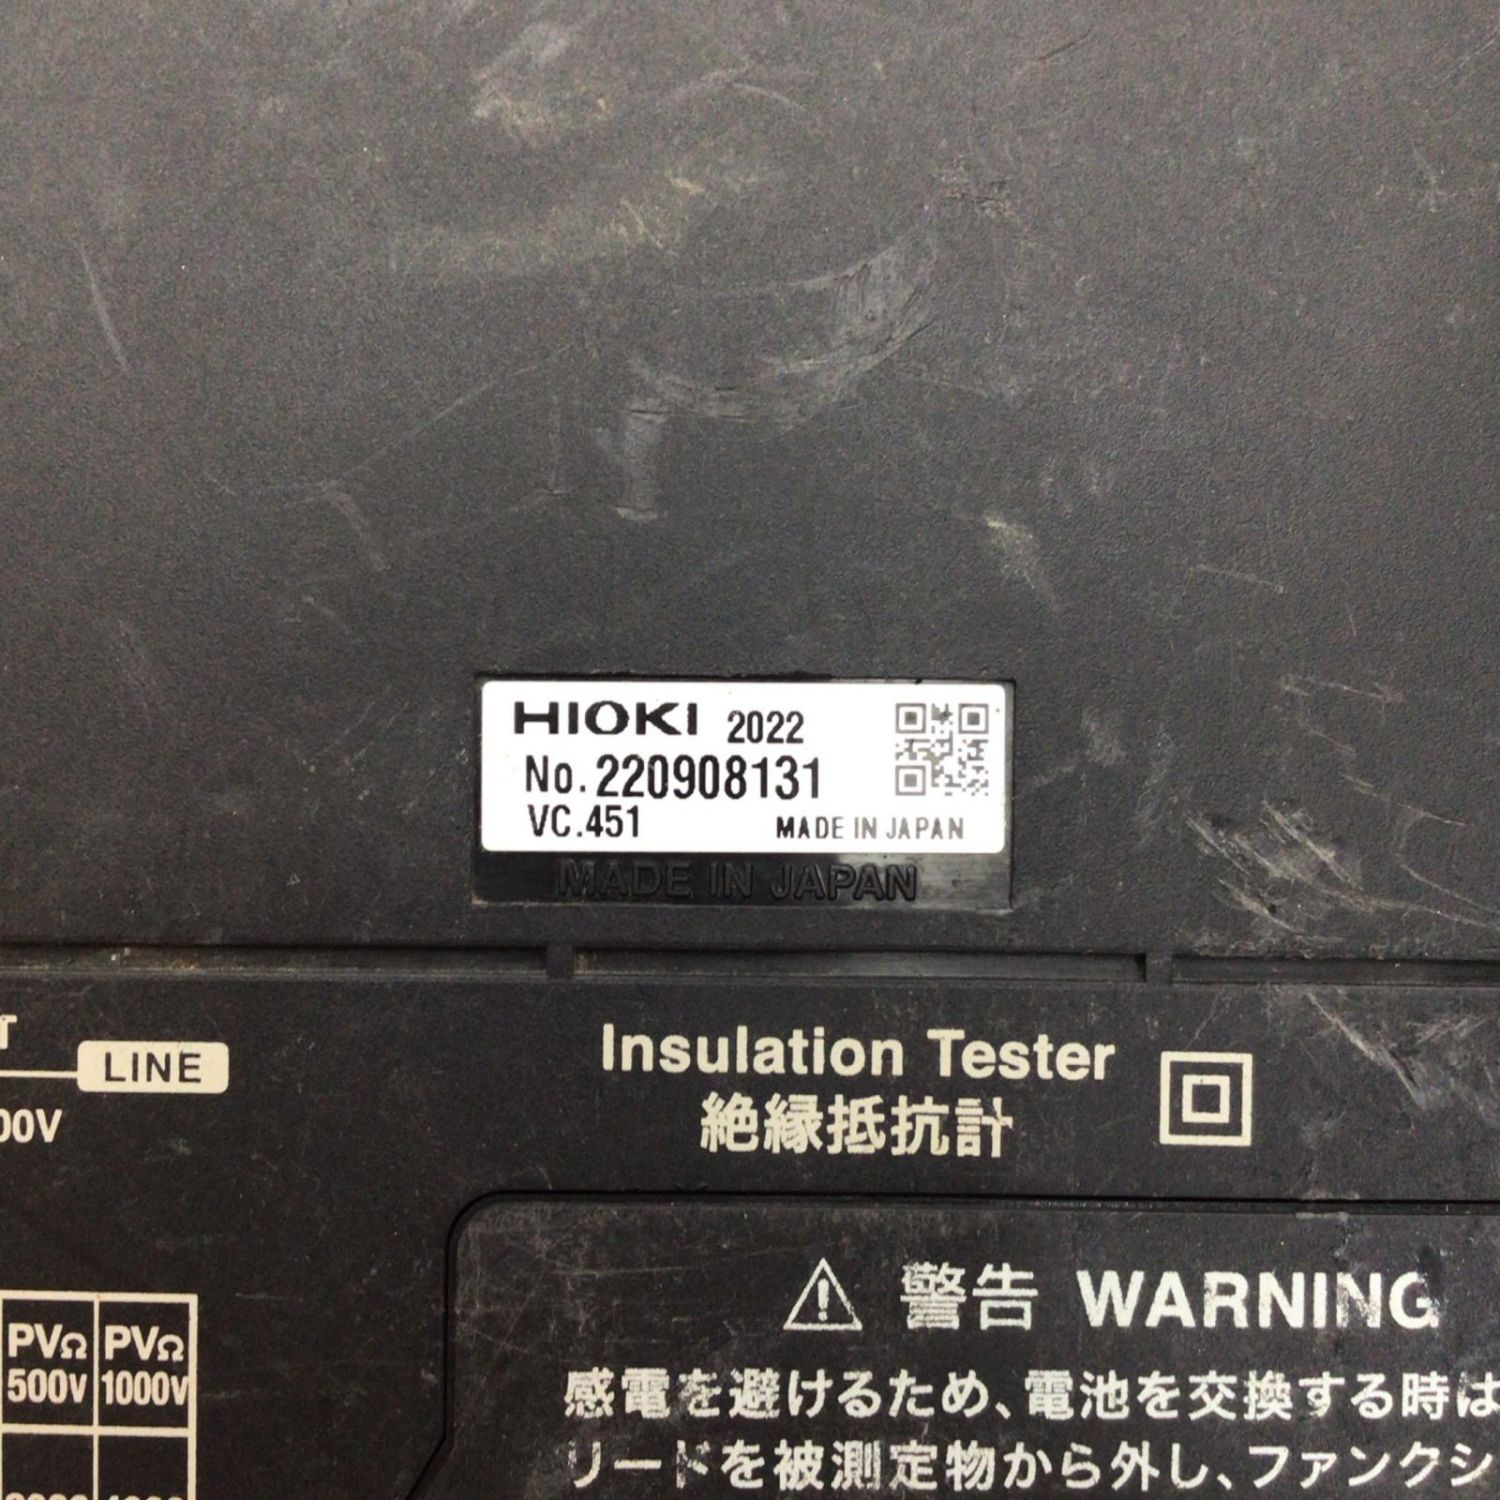 HIOKI 2022
No.220908131
VC.451 MADE IN JAPAN
MADE IN JAPAN
LINE
00V
Insulation Tester
絶縁抵抗計
警告 WARNING
PVΩ PVΩ
500V 1000V
感電を避けるため、電池を交換する時は
リードを被測定物から外し、ファンクシ